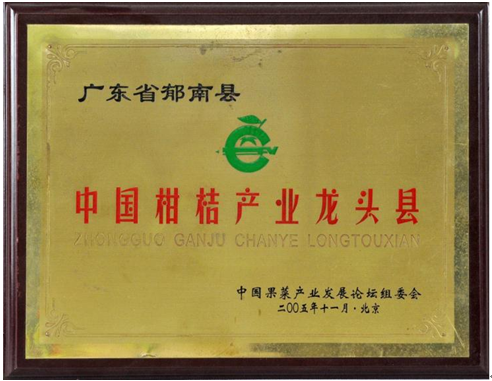 广东省郁南县
中国柑桔产业龙头县
ZHONGGUO GANJU CHANYE LONGTOUXIAN
中国果菜产业发展论坛组委会
二00五年十一月·北京